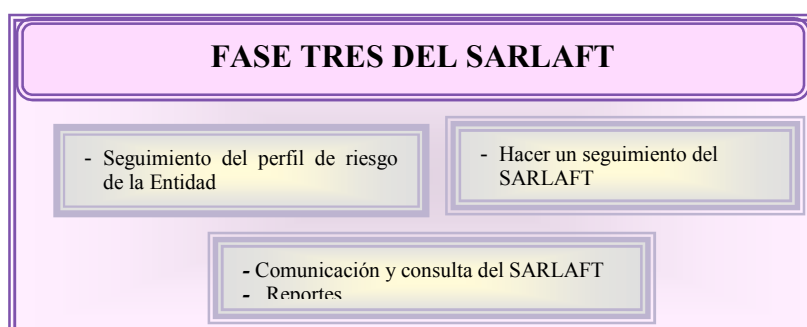 FASE TRES DEL SARLAFT
- Seguimiento del perfil de riesgo
de la Entidad
- Hacer un seguimiento del
SARLAFT
- Comunicación y consulta del SARLAFT
- Reportes